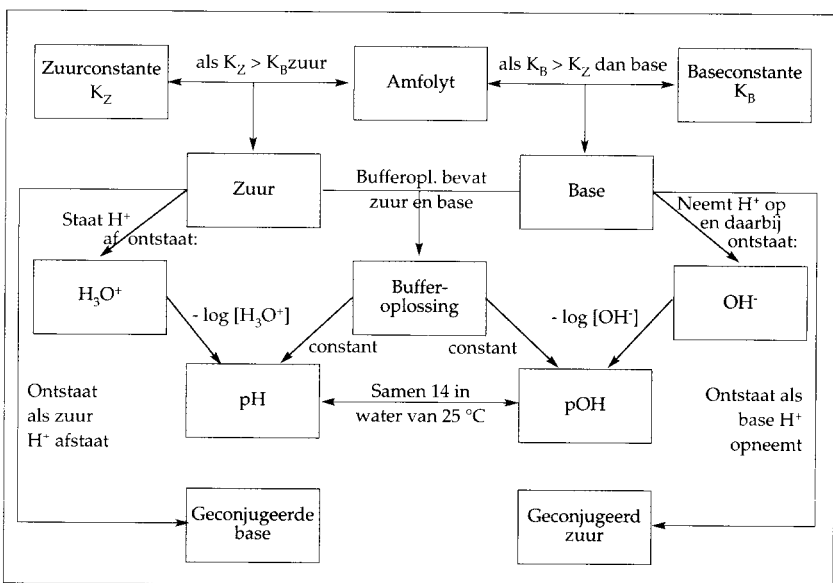 Zuurconstante
K_Z
als K_Z > K_B zuur
Amfolyt
als K_B > K_Z dan base
Baseconstante
K_B
Zuur
Bufferopl. bevat
zuur en base
Base
Staat H⁺
af ontstaat:
Neemt H⁺ op
en daarbij
ontstaat:
H₃O⁺
Buffer-
oplossing
OH⁻
- log [H₃O⁺]
- log [OH⁻]
constant
constant
pH
Samen 14 in
water van 25 °C
pOH
Ontstaat
als zuur
H⁺ afstaat
Ontstaat als
base H⁺
opneemt
Geconjugeerde
base
Geconjugeerd
zuur